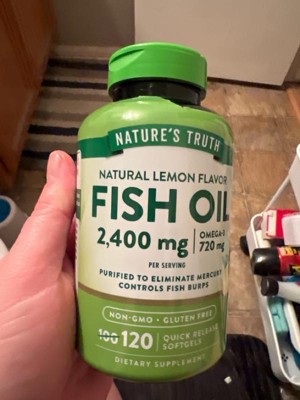 NATURE'S TRUTH
NATURAL LEMON FLAVOR
FISH OIL
2,400 mg
OMEGA-3
720 mg
PER SERVING
PURIFIED TO ELIMINATE MERCURY
CONTROLS FISH BURPS
NON-GMO • GLUTEN FREE
100 120
QUICK RELEASE
SOFTGELS
DIETARY SUPPLEMENT